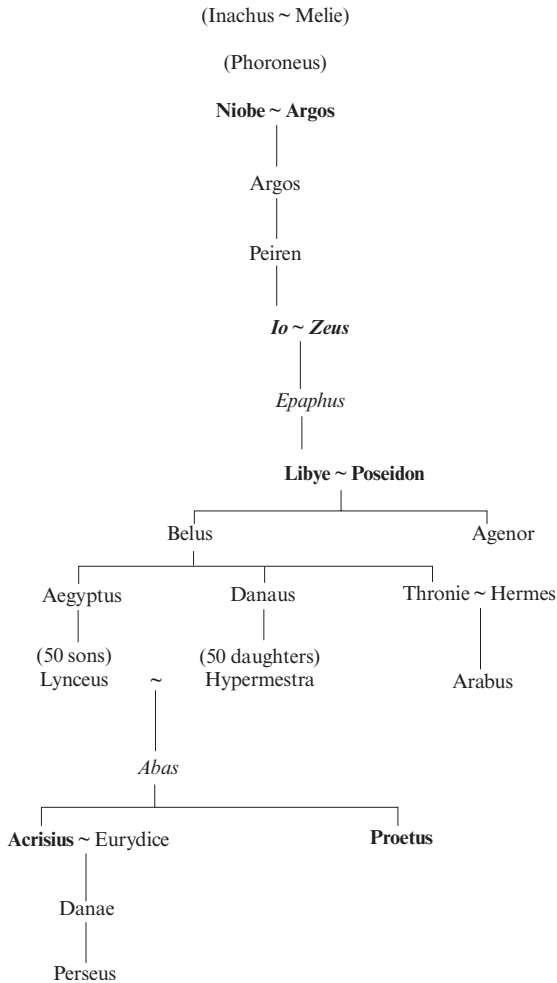 (Inachus ~ Melie)
(Phoroneus)
Niobe ~ Argos
Argos
Peiren
Io ~ Zeus
Epaphus
Libye ~ Poseidon
Belus Agenor
Aegyptus Danaus Thronie ~ Hermes
(50 sons) (50 daughters)
Lynceus ~ Hypermestra Arabus
Abas
Acrisius ~ Eurydice Proetus
Danae
Perseus